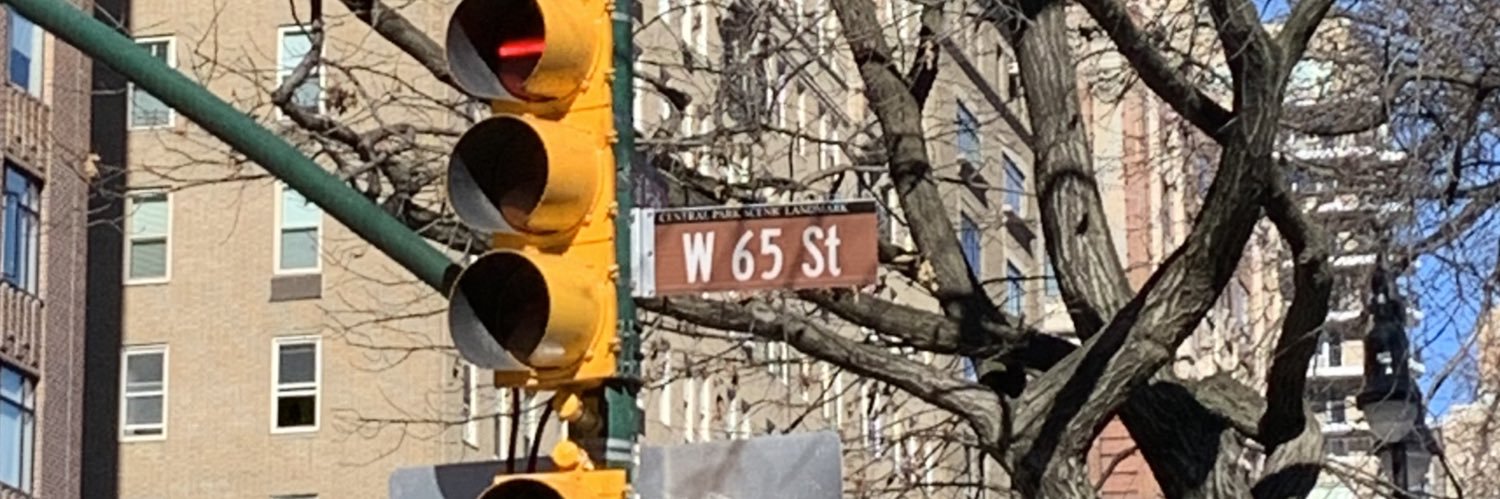 CENTRAL PARK SCENIC LANDMARK
W 65 St